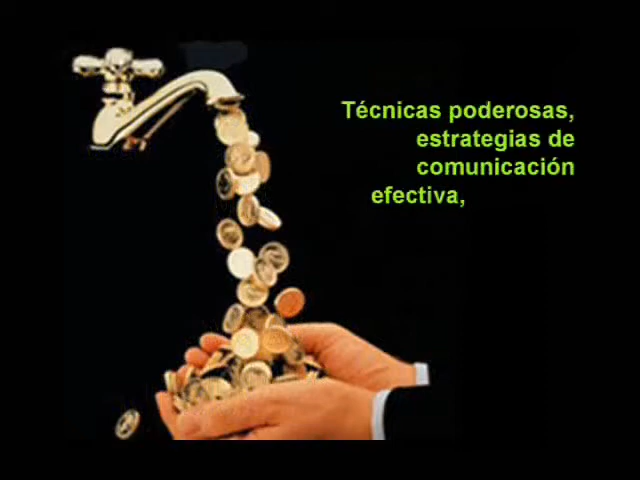 Técnicas poderosas,
estrategias de
comunicación
efectiva,